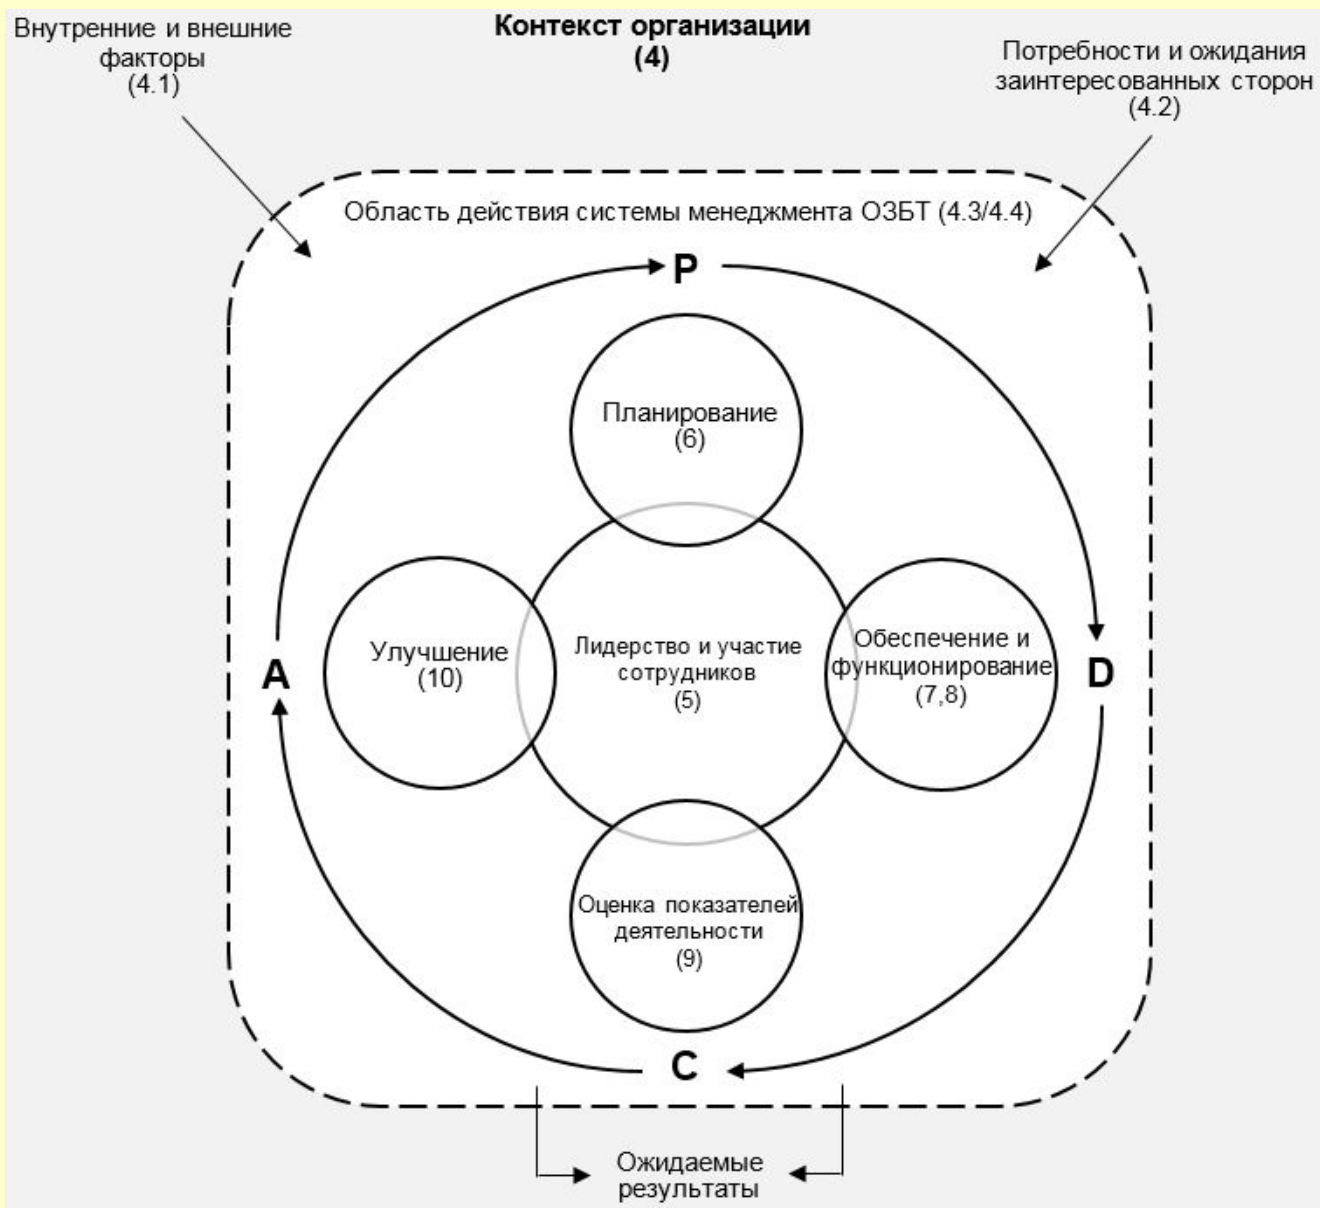 Контекст организации
(4)
Внутренние и внешние
факторы
(4.1)
Потребности и ожидания
заинтересованных сторон
(4.2)
Область действия системы менеджмента ОЗБТ (4.3/4.4)
P
Планирование
(6)
Улучшение
(10)
Лидерство и участие
сотрудников
(5)
Обеспечение и
функционирование
(7,8)
A
D
Оценка показателей
деятельности
(9)
C
Ожидаемые
результаты